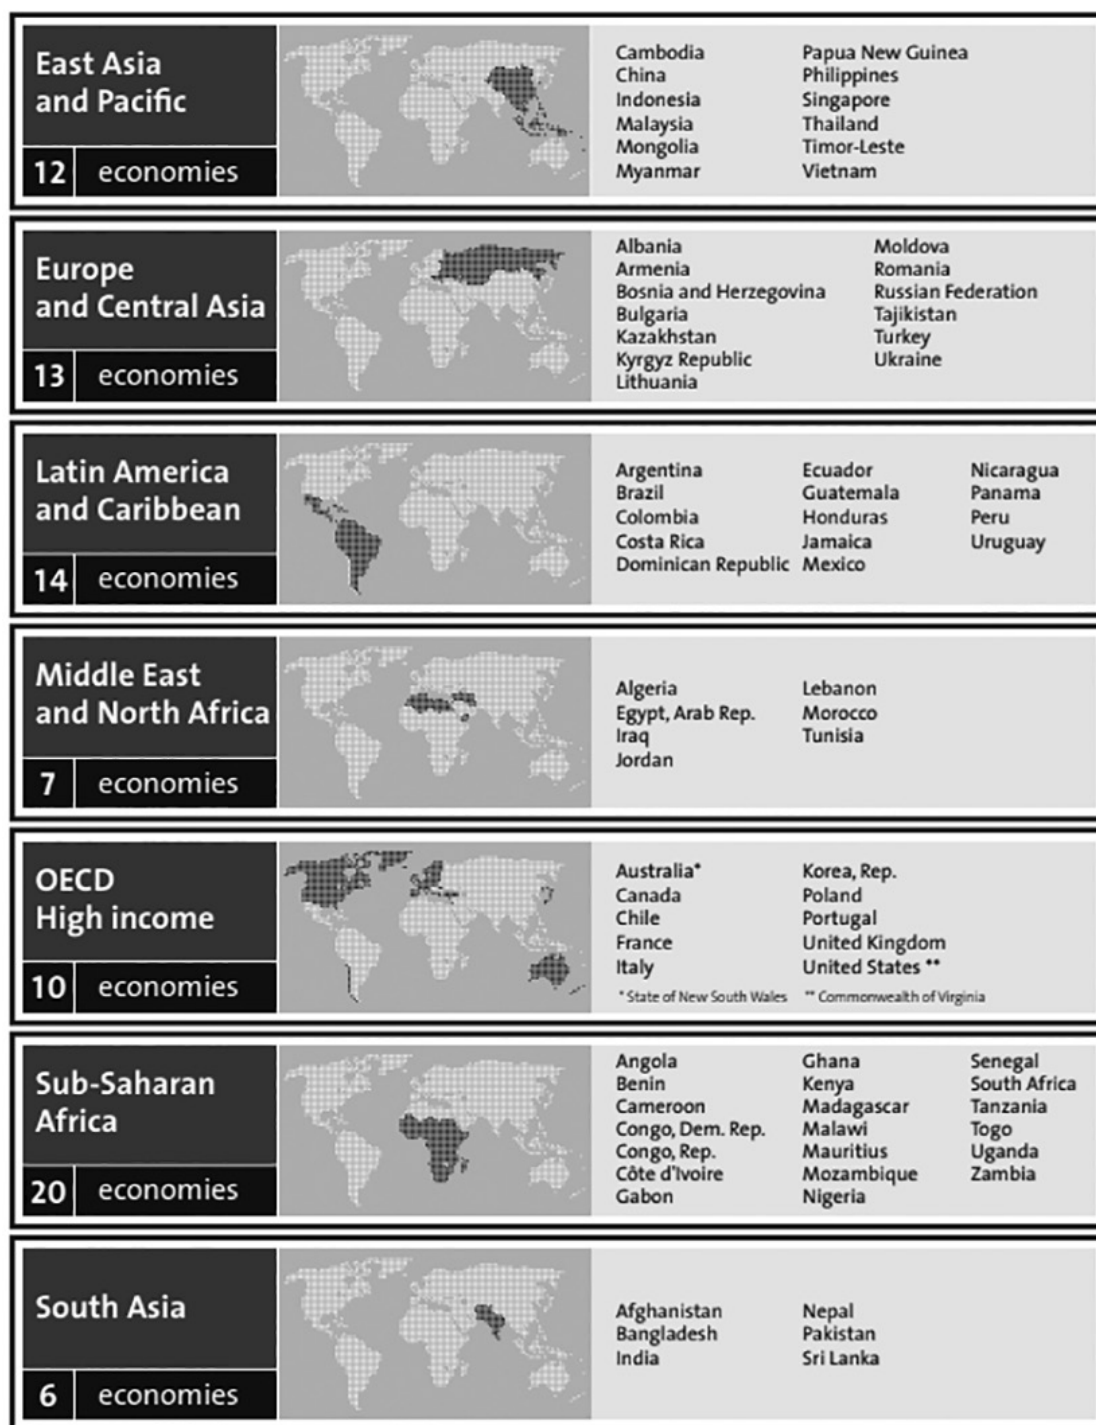 East Asia
and Pacific
12 economies
Cambodia
China
Indonesia
Malaysia
Mongolia
Myanmar
Papua New Guinea
Philippines
Singapore
Thailand
Timor-Leste
Vietnam
Europe
and Central Asia
13 economies
Albania
Armenia
Bosnia and Herzegovina
Bulgaria
Kazakhstan
Kyrgyz Republic
Lithuania
Moldova
Romania
Russian Federation
Tajikistan
Turkey
Ukraine
Latin America
and Caribbean
14 economies
Argentina
Brazil
Colombia
Costa Rica
Dominican Republic
Ecuador
Guatemala
Honduras
Jamaica
Mexico
Nicaragua
Panama
Peru
Uruguay
Middle East
and North Africa
7 economies
Algeria
Egypt, Arab Rep.
Iraq
Jordan
Lebanon
Morocco
Tunisia
OECD
High income
10 economies
Australia*
Canada
Chile
France
Italy
Korea, Rep.
Poland
Portugal
United Kingdom
United States **
* State of New South Wales
** Commonwealth of Virginia
Sub-Saharan
Africa
20 economies
Angola
Benin
Cameroon
Congo, Dem. Rep.
Congo, Rep.
Côte d'Ivoire
Gabon
Ghana
Kenya
Madagascar
Malawi
Mauritius
Mozambique
Nigeria
Senegal
South Africa
Tanzania
Togo
Uganda
Zambia
South Asia
6 economies
Afghanistan
Bangladesh
India
Nepal
Pakistan
Sri Lanka